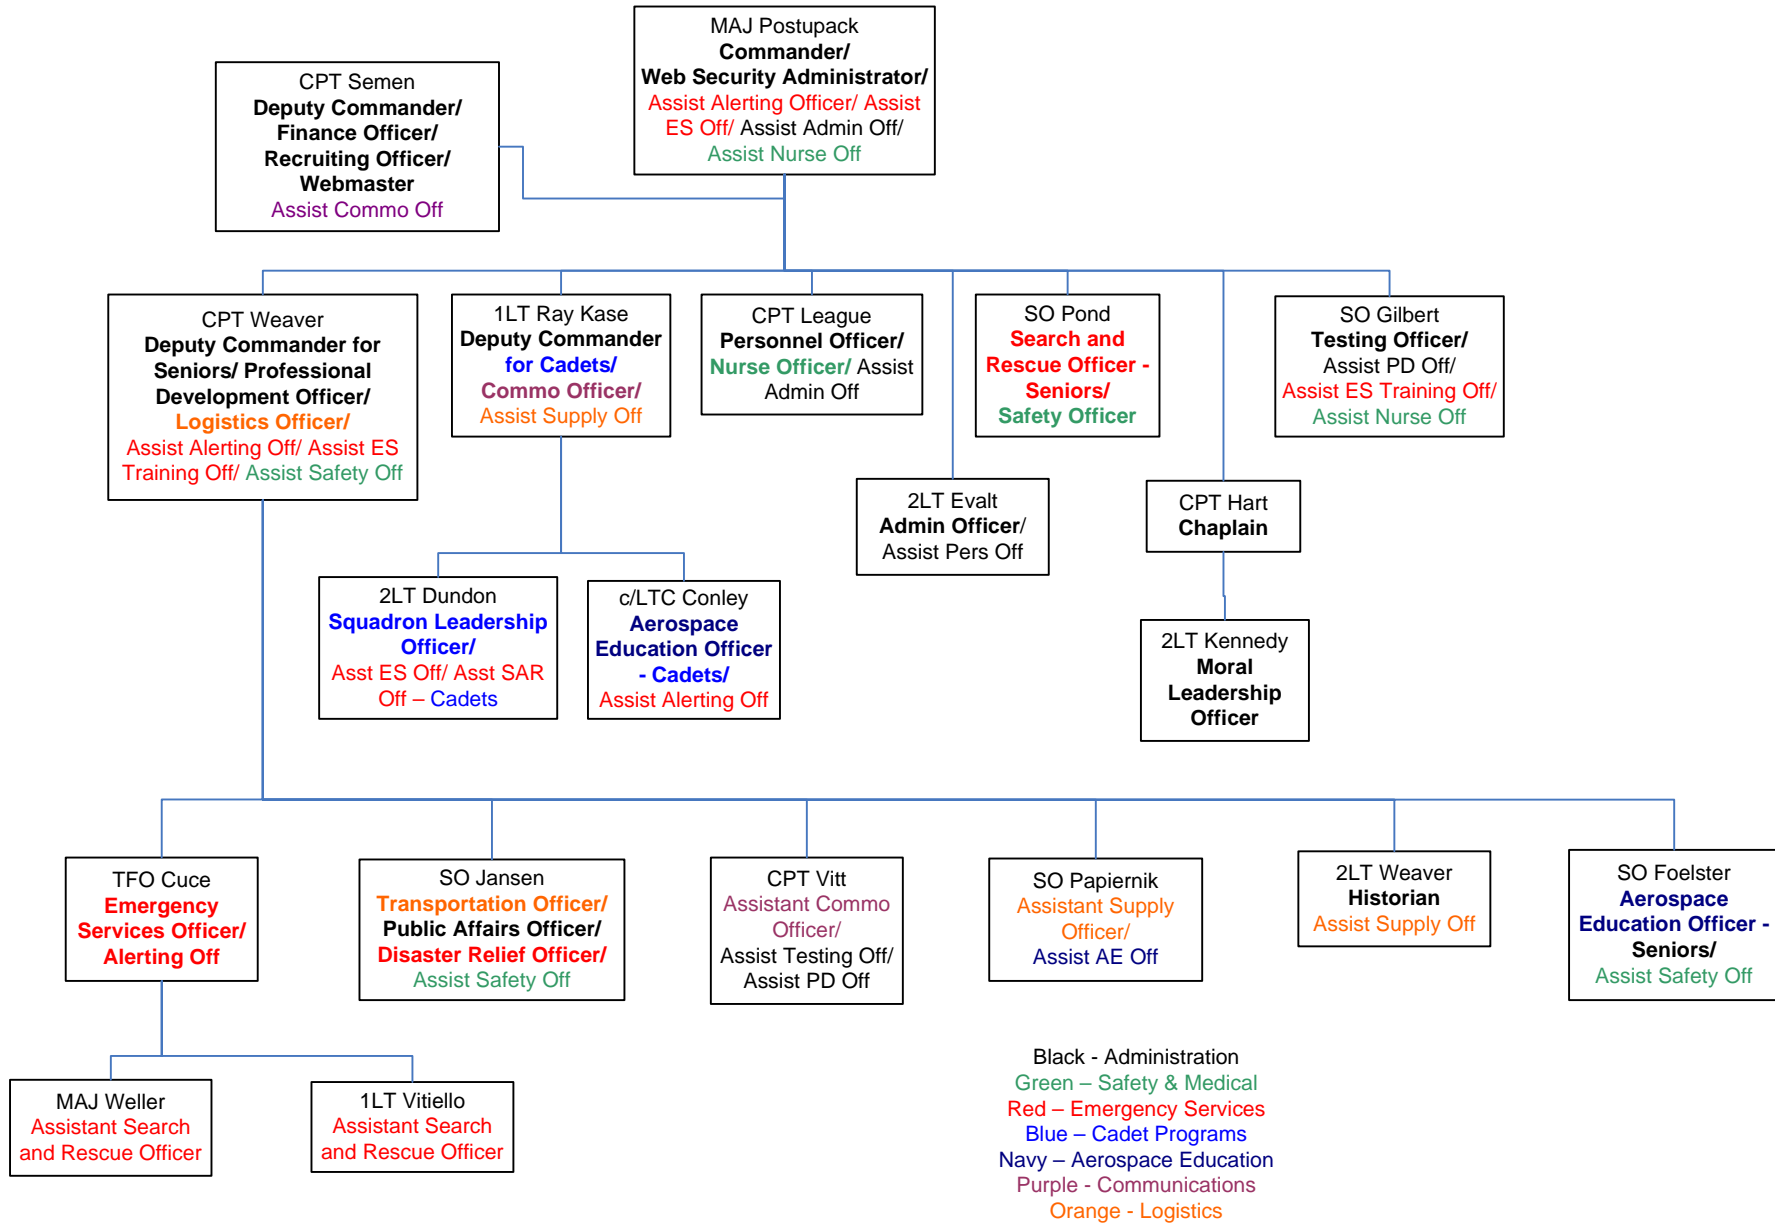 MAJ Postupack
Commander/
Web Security Administrator/
Assist Alerting Officer/ Assist
ES Off/ Assist Admin Off/
Assist Nurse Off
CPT Semen
Deputy Commander/
Finance Officer/
Recruiting Officer/
Webmaster
Assist Commo Off
CPT Weaver
Deputy Commander for
Seniors/ Professional
Development Officer/
Logistics Officer/
Assist Alerting Off/ Assist ES
Training Off/ Assist Safety Off
1LT Ray Kase
Deputy Commander
for Cadets/
Commo Officer/
Assist Supply Off
CPT League
Personnel Officer/
Nurse Officer/ Assist
Admin Off
SO Pond
Search and
Rescue Officer -
Seniors/
Safety Officer
SO Gilbert
Testing Officer/
Assist PD Off/
Assist ES Training Off/
Assist Nurse Off
2LT Evalt
Admin Officer/
Assist Pers Off
CPT Hart
Chaplain
2LT Dundon
Squadron Leadership
Officer/
Asst ES Off/ Asst SAR
Off – Cadets
c/LTC Conley
Aerospace
Education Officer
- Cadets/
Assist Alerting Off
2LT Kennedy
Moral
Leadership
Officer
TFO Cuce
Emergency
Services Officer/
Alerting Off
SO Jansen
Transportation Officer/
Public Affairs Officer/
Disaster Relief Officer/
Assist Safety Off
CPT Vitt
Assistant Commo
Officer/
Assist Testing Off/
Assist PD Off
SO Papiernik
Assistant Supply
Officer/
Assist AE Off
2LT Weaver
Historian
Assist Supply Off
SO Foelster
Aerospace
Education Officer -
Seniors/
Assist Safety Off
MAJ Weller
Assistant Search
and Rescue Officer
1LT Vitiello
Assistant Search
and Rescue Officer
Black - Administration
Green – Safety & Medical
Red – Emergency Services
Blue – Cadet Programs
Navy – Aerospace Education
Purple - Communications
Orange - Logistics